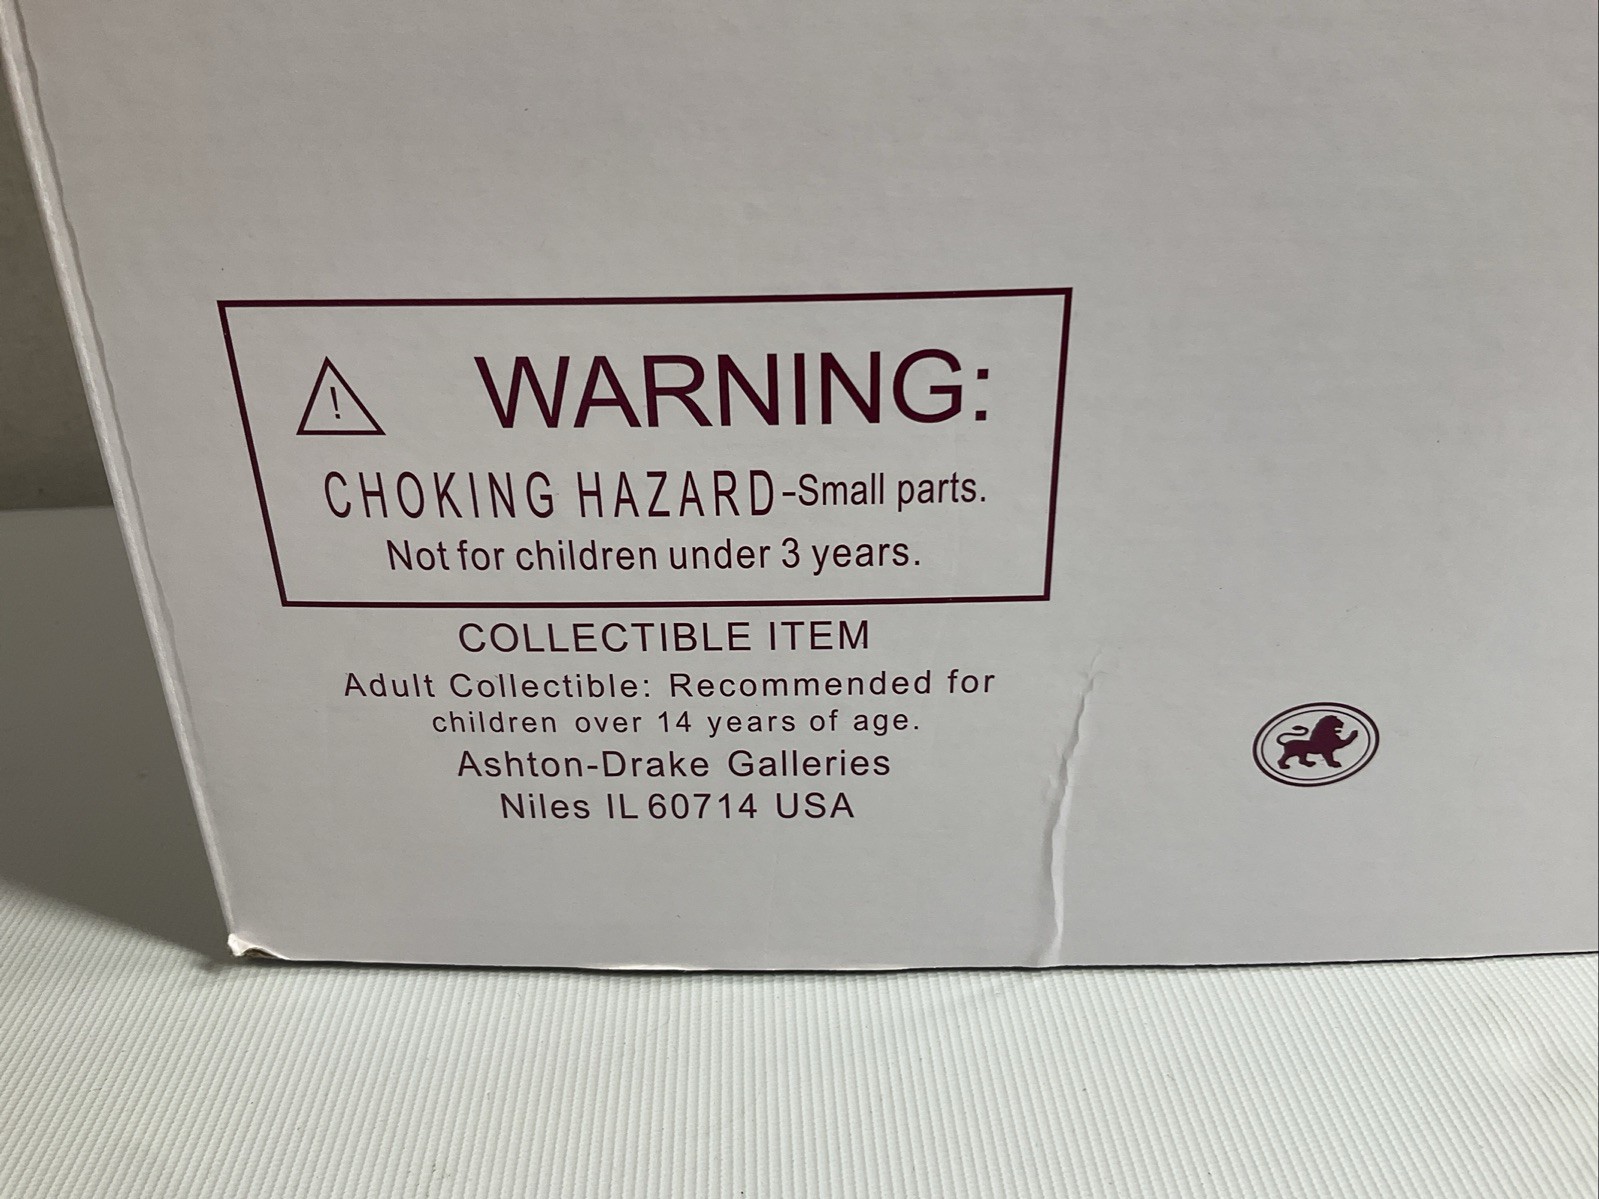 WARNING:
CHOKING HAZARD-Small parts.
Not for children under 3 years.
COLLECTIBLE ITEM
Adult Collectible: Recommended for
children over 14 years of age.
Ashton-Drake Galleries
Niles IL 60714 USA